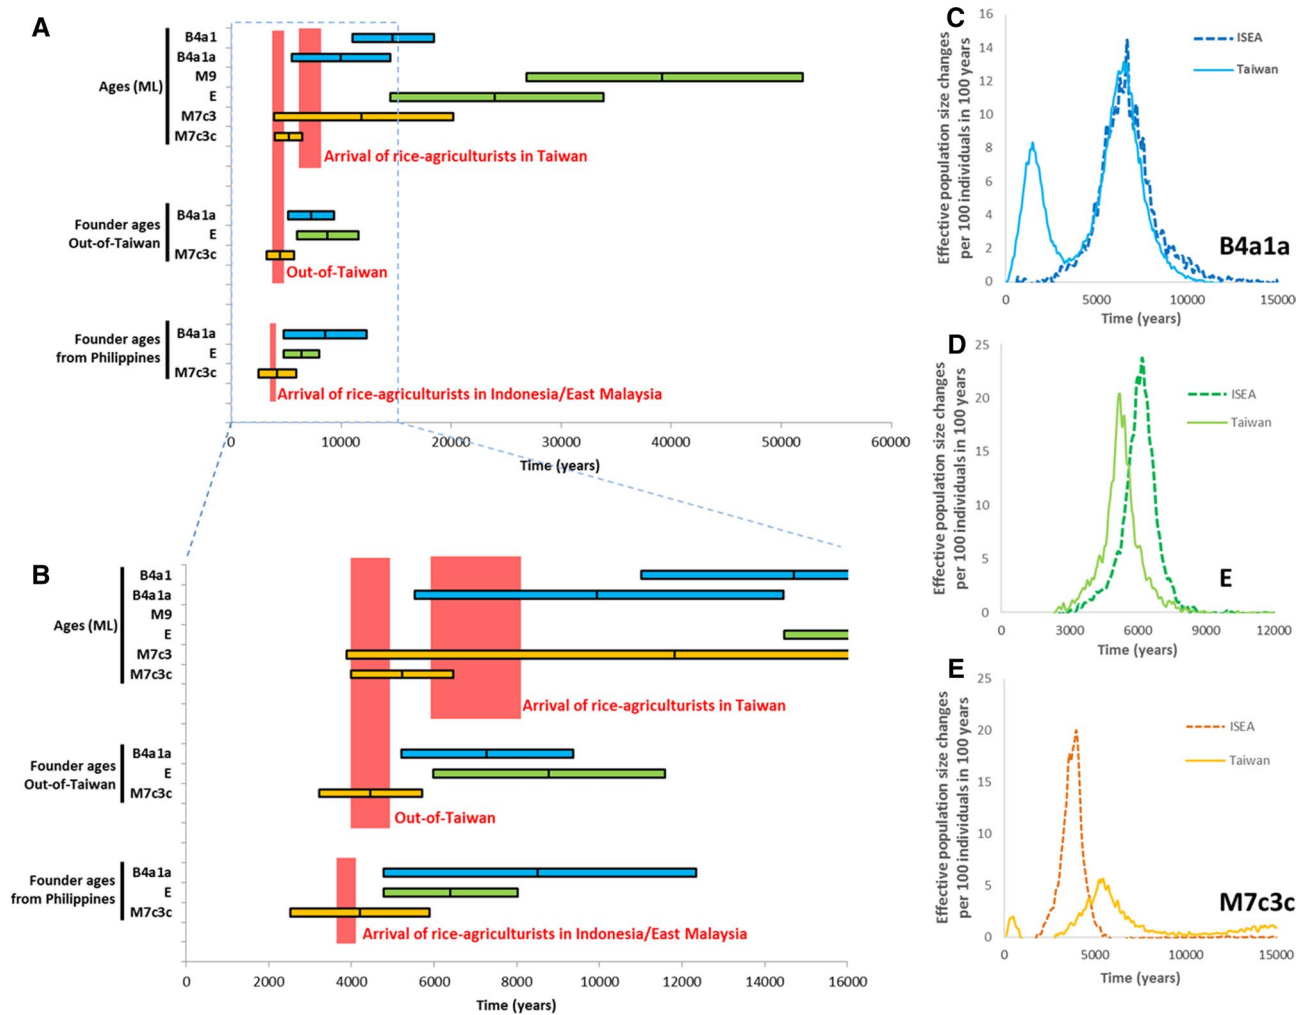 A
B4a1
B4a1a
M9
Ages (ML)
E
M7c3
M7c3c
Arrival of rice-agriculturists in Taiwan
B4a1a
Founder ages
Out-of-Taiwan
E
M7c3c
Out-of-Taiwan
B4a1a
Founder ages
from Philippines
E
M7c3c
Arrival of rice-agriculturists in Indonesia/East Malaysia
0 10000 20000 30000 40000 50000 60000
Time (years)
B
B4a1
B4a1a
M9
Ages (ML)
E
M7c3
M7c3c
Arrival of rice-agriculturists in Taiwan
B4a1a
Founder ages
Out-of-Taiwan
E
M7c3c
Out-of-Taiwan
B4a1a
Founder ages
from Philippines
E
M7c3c
Arrival of rice-agriculturists in Indonesia/East Malaysia
0 2000 4000 6000 8000 10000 12000 14000 16000
Time (years)
C
Effective population size changes
per 100 individuals in 100 years
16
14
12
10
8
6
4
2
0
ISEA
Taiwan
B4a1a
0 5000 10000 15000
Time (years)
D
Effective population size changes
per 100 individuals in 100 years
25
20
15
10
5
0
ISEA
Taiwan
E
0 3000 6000 9000 12000
Time (years)
E
Effective population size changes
per 100 individuals in 100 years
25
20
15
10
5
0
ISEA
Taiwan
M7c3c
0 5000 10000 15000
Time (years)